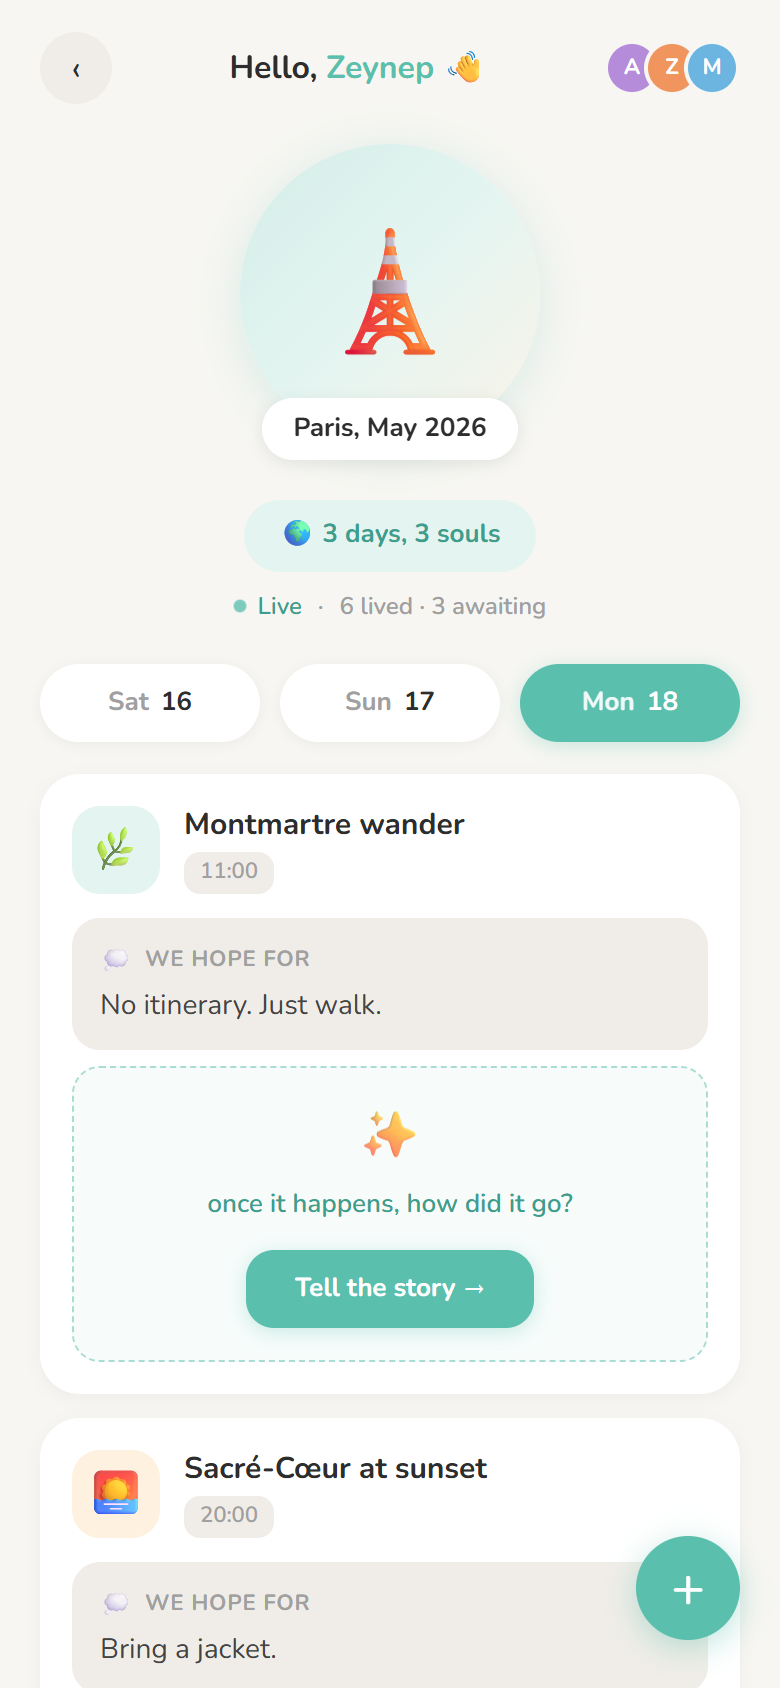 ‹
Hello, Zeynep 👋
A Z M
Paris, May 2026
🌍 3 days, 3 souls
Live · 6 lived · 3 awaiting
Sat 16
Sun 17
Mon 18
Montmartre wander
11:00
WE HOPE FOR
No itinerary. Just walk.
once it happens, how did it go?
Tell the story →
Sacré-Cœur at sunset
20:00
WE HOPE FOR
Bring a jacket.
+